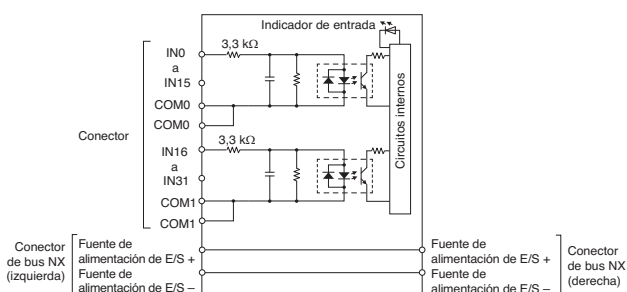 Indicador de entrada
IN0
3,3 kΩ
a
IN15
COM0
COM0
Conector
Circuitos internos
IN16
3,3 kΩ
a
IN31
COM1
COM1
Conector
de bus NX
(izquierda)
Fuente de
alimentación de E/S +
Fuente de
alimentación de E/S –
Fuente de
alimentación de E/S +
Fuente de
alimentación de E/S –
Conector
de bus NX
(derecha)